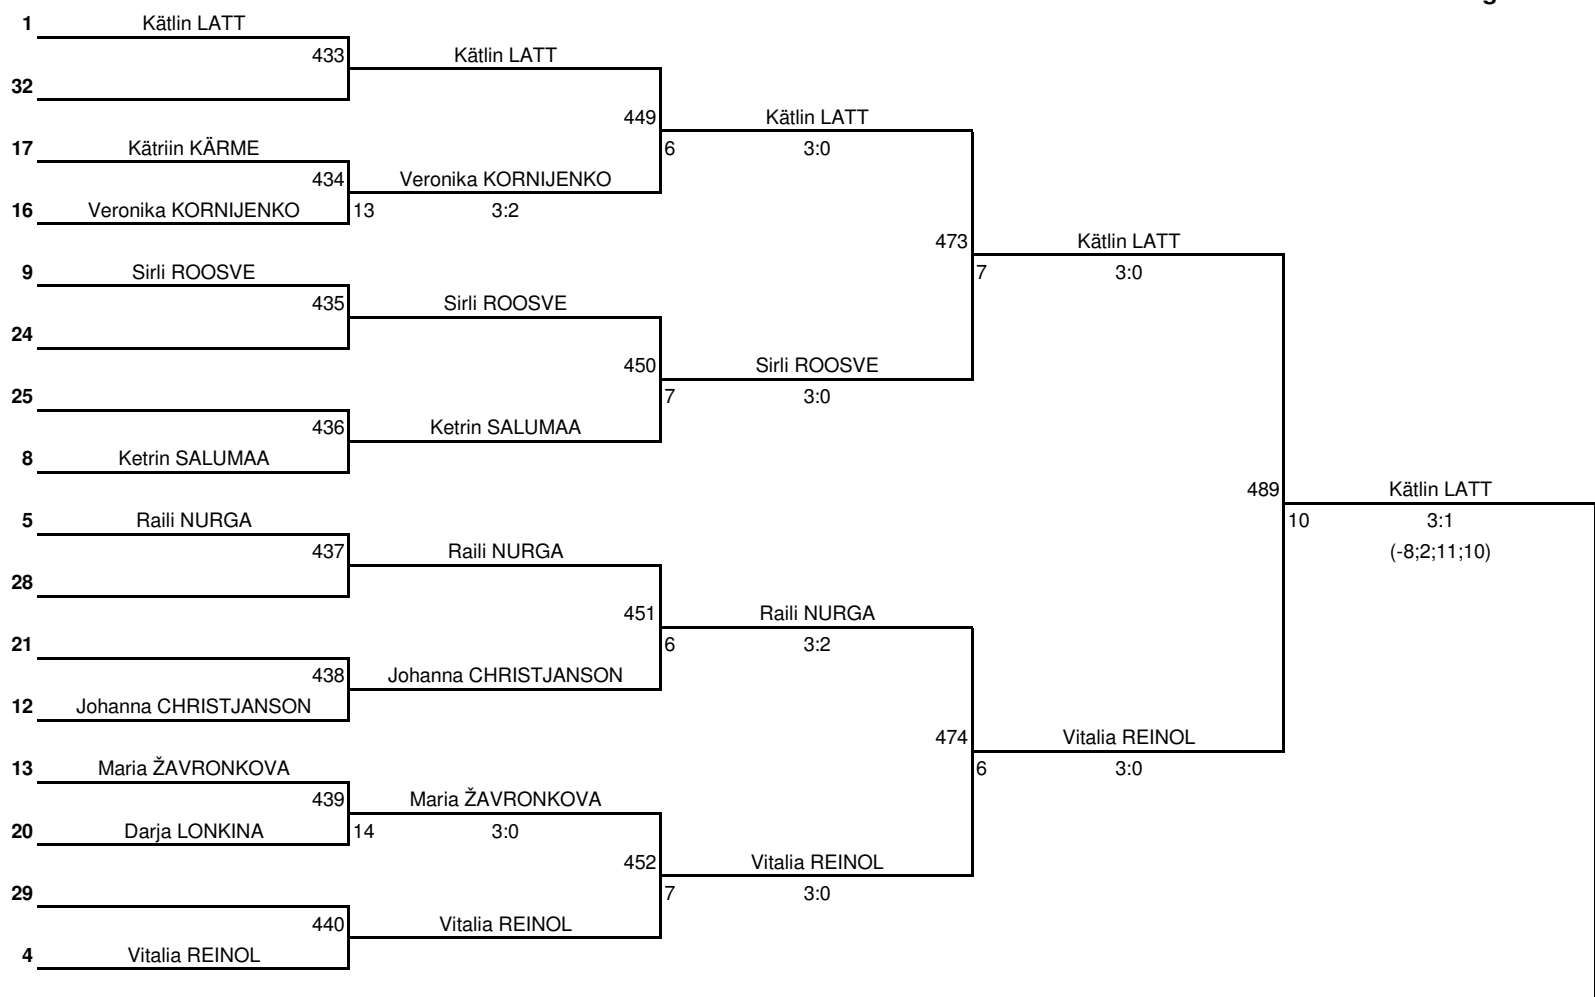 g
1 Kätlin LATT
433 Kätlin LATT
32
449 Kätlin LATT
17 Kätriin KÄRME 6 3:0
434 Veronika KORNIJENKO
16 Veronika KORNIJENKO 13 3:2
473 Kätlin LATT
9 Sirli ROOSVE 7 3:0
435 Sirli ROOSVE
24
450 Sirli ROOSVE
25 7 3:0
436 Ketrin SALUMAA
8 Ketrin SALUMAA
489 Kätlin LATT
5 Raili NURGA 10 3:1
437 Raili NURGA (-8;2;11;10)
28
451 Raili NURGA
21 6 3:2
438 Johanna CHRISTJANSON
12 Johanna CHRISTJANSON
474 Vitalia REINOL
13 Maria ŽAVRONKOVA 6 3:0
439 Maria ŽAVRONKOVA
20 Darja LONKINA 14 3:0
452 Vitalia REINOL
29 7 3:0
440 Vitalia REINOL
4 Vitalia REINOL